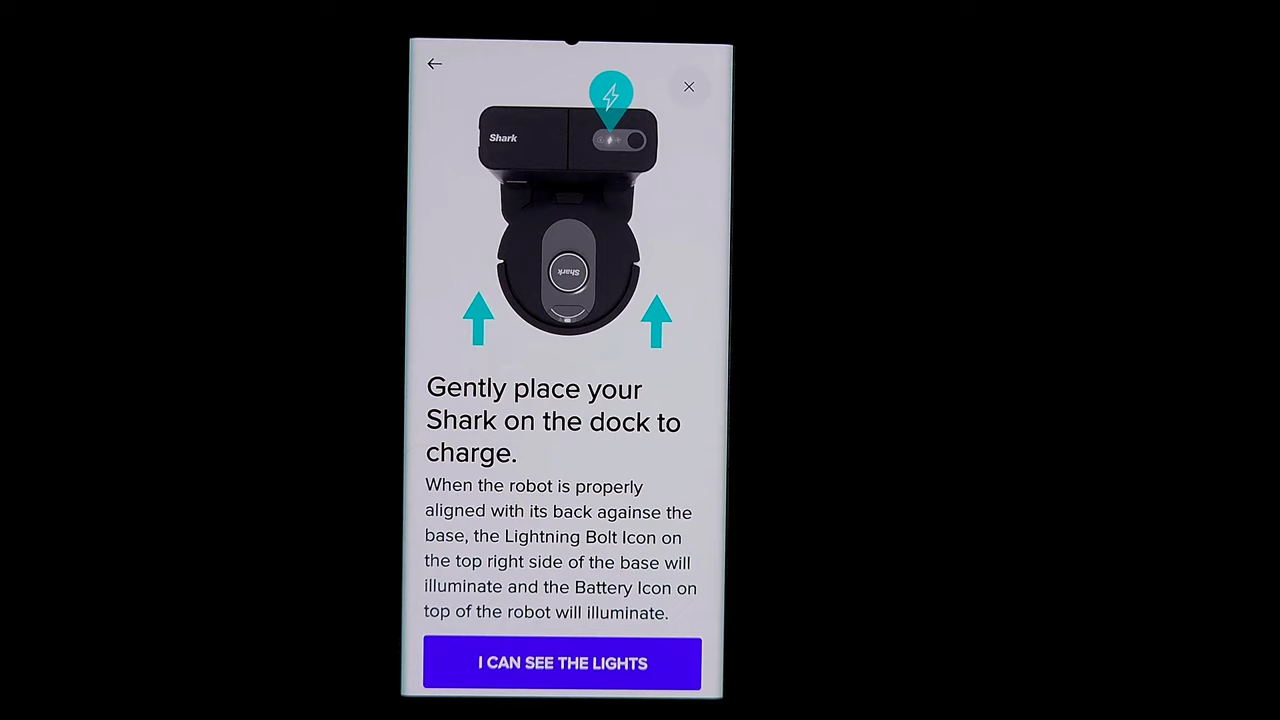 Shark
Shark
Gently place your
Shark on the dock to
charge.
When the robot is properly
aligned with its back againse the
base, the Lightning Bolt Icon on
the top right side of the base will
illuminate and the Battery Icon on
top of the robot will illuminate.
I CAN SEE THE LIGHTS